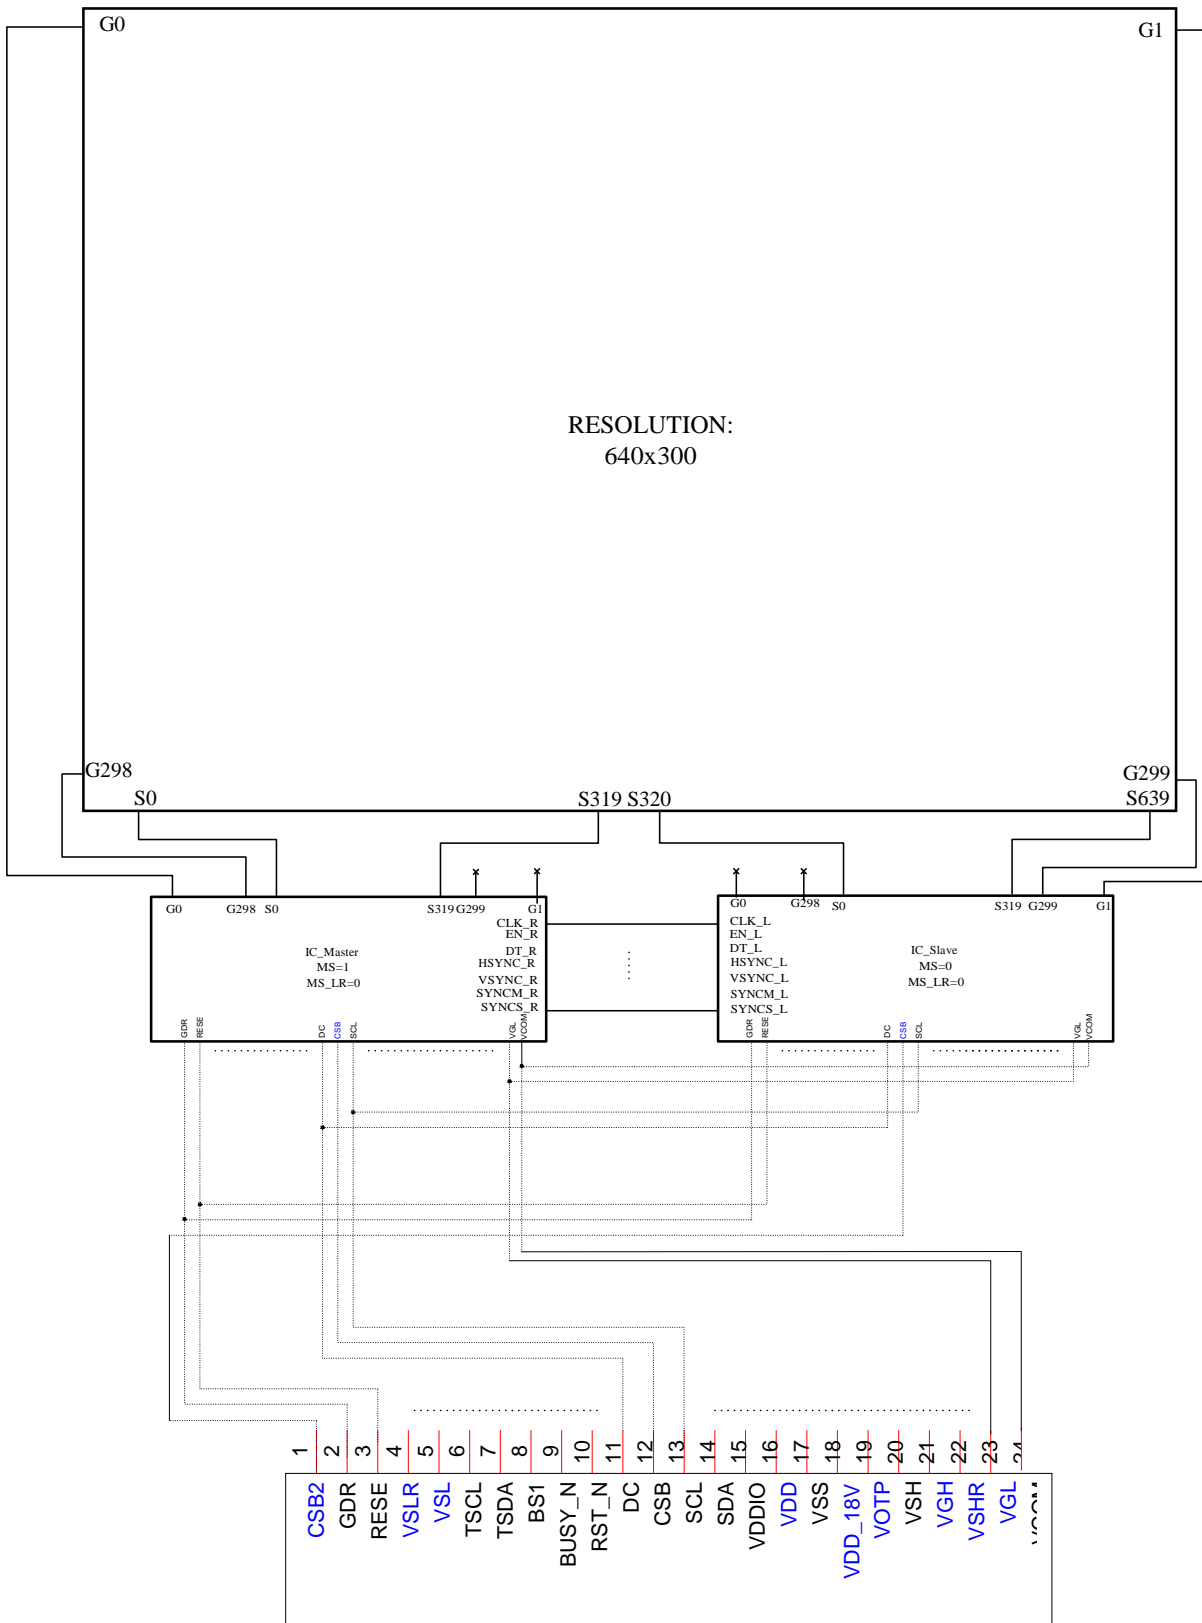 G0
G1
RESOLUTION:
640x300
G298
G299
S0
S319
S320
S639
G0
G298
S0
S319
G299
G1
CLK_R
EN_R
DT_R
HSYNC_R
VSYNC_R
SYNCM_R
SYNCS_R
IC_Master
MS=1
MS_LR=0
GDR
RESE
DC
CSB
SCL
VGL
VCOM
G0
G298
S0
S319
G299
G1
CLK_L
EN_L
DT_L
HSYNC_L
VSYNC_L
SYNCM_L
SYNCS_L
IC_Slave
MS=0
MS_LR=0
GDR
RESE
DC
CSB
SCL
VGL
VCOM
1
2
3
4
5
6
7
8
9
10
11
12
13
14
15
16
17
18
19
20
21
22
23
24
CSB2
GDR
RESE
VSLR
VSL
TSCL
TSDA
BS1
BUSY_N
RST_N
DC
CSB
SCL
SDA
VDDIO
VDD
VSS
VDD_18V
VOTP
VSH
VGH
VSHR
VGL
VCOM